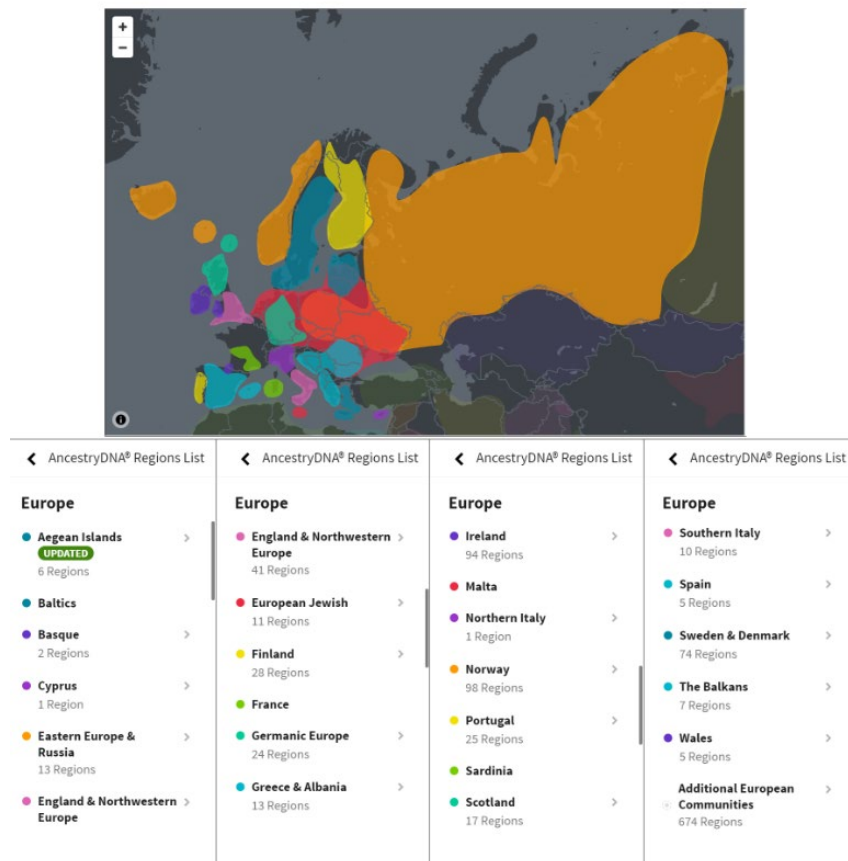 +
−
i
AncestryDNA® Regions List
Europe
Aegean Islands
UPDATED
6 Regions
Baltics
Basque
2 Regions
Cyprus
1 Region
Eastern Europe &
Russia
13 Regions
England & Northwestern
Europe
AncestryDNA® Regions List
Europe
England & Northwestern
Europe
41 Regions
European Jewish
11 Regions
Finland
28 Regions
France
Germanic Europe
24 Regions
Greece & Albania
13 Regions
AncestryDNA® Regions List
Europe
Ireland
94 Regions
Malta
Northern Italy
1 Region
Norway
98 Regions
Portugal
25 Regions
Sardinia
Scotland
17 Regions
AncestryDNA® Regions List
Europe
Southern Italy
10 Regions
Spain
5 Regions
Sweden & Denmark
74 Regions
The Balkans
7 Regions
Wales
5 Regions
Additional European
Communities
674 Regions